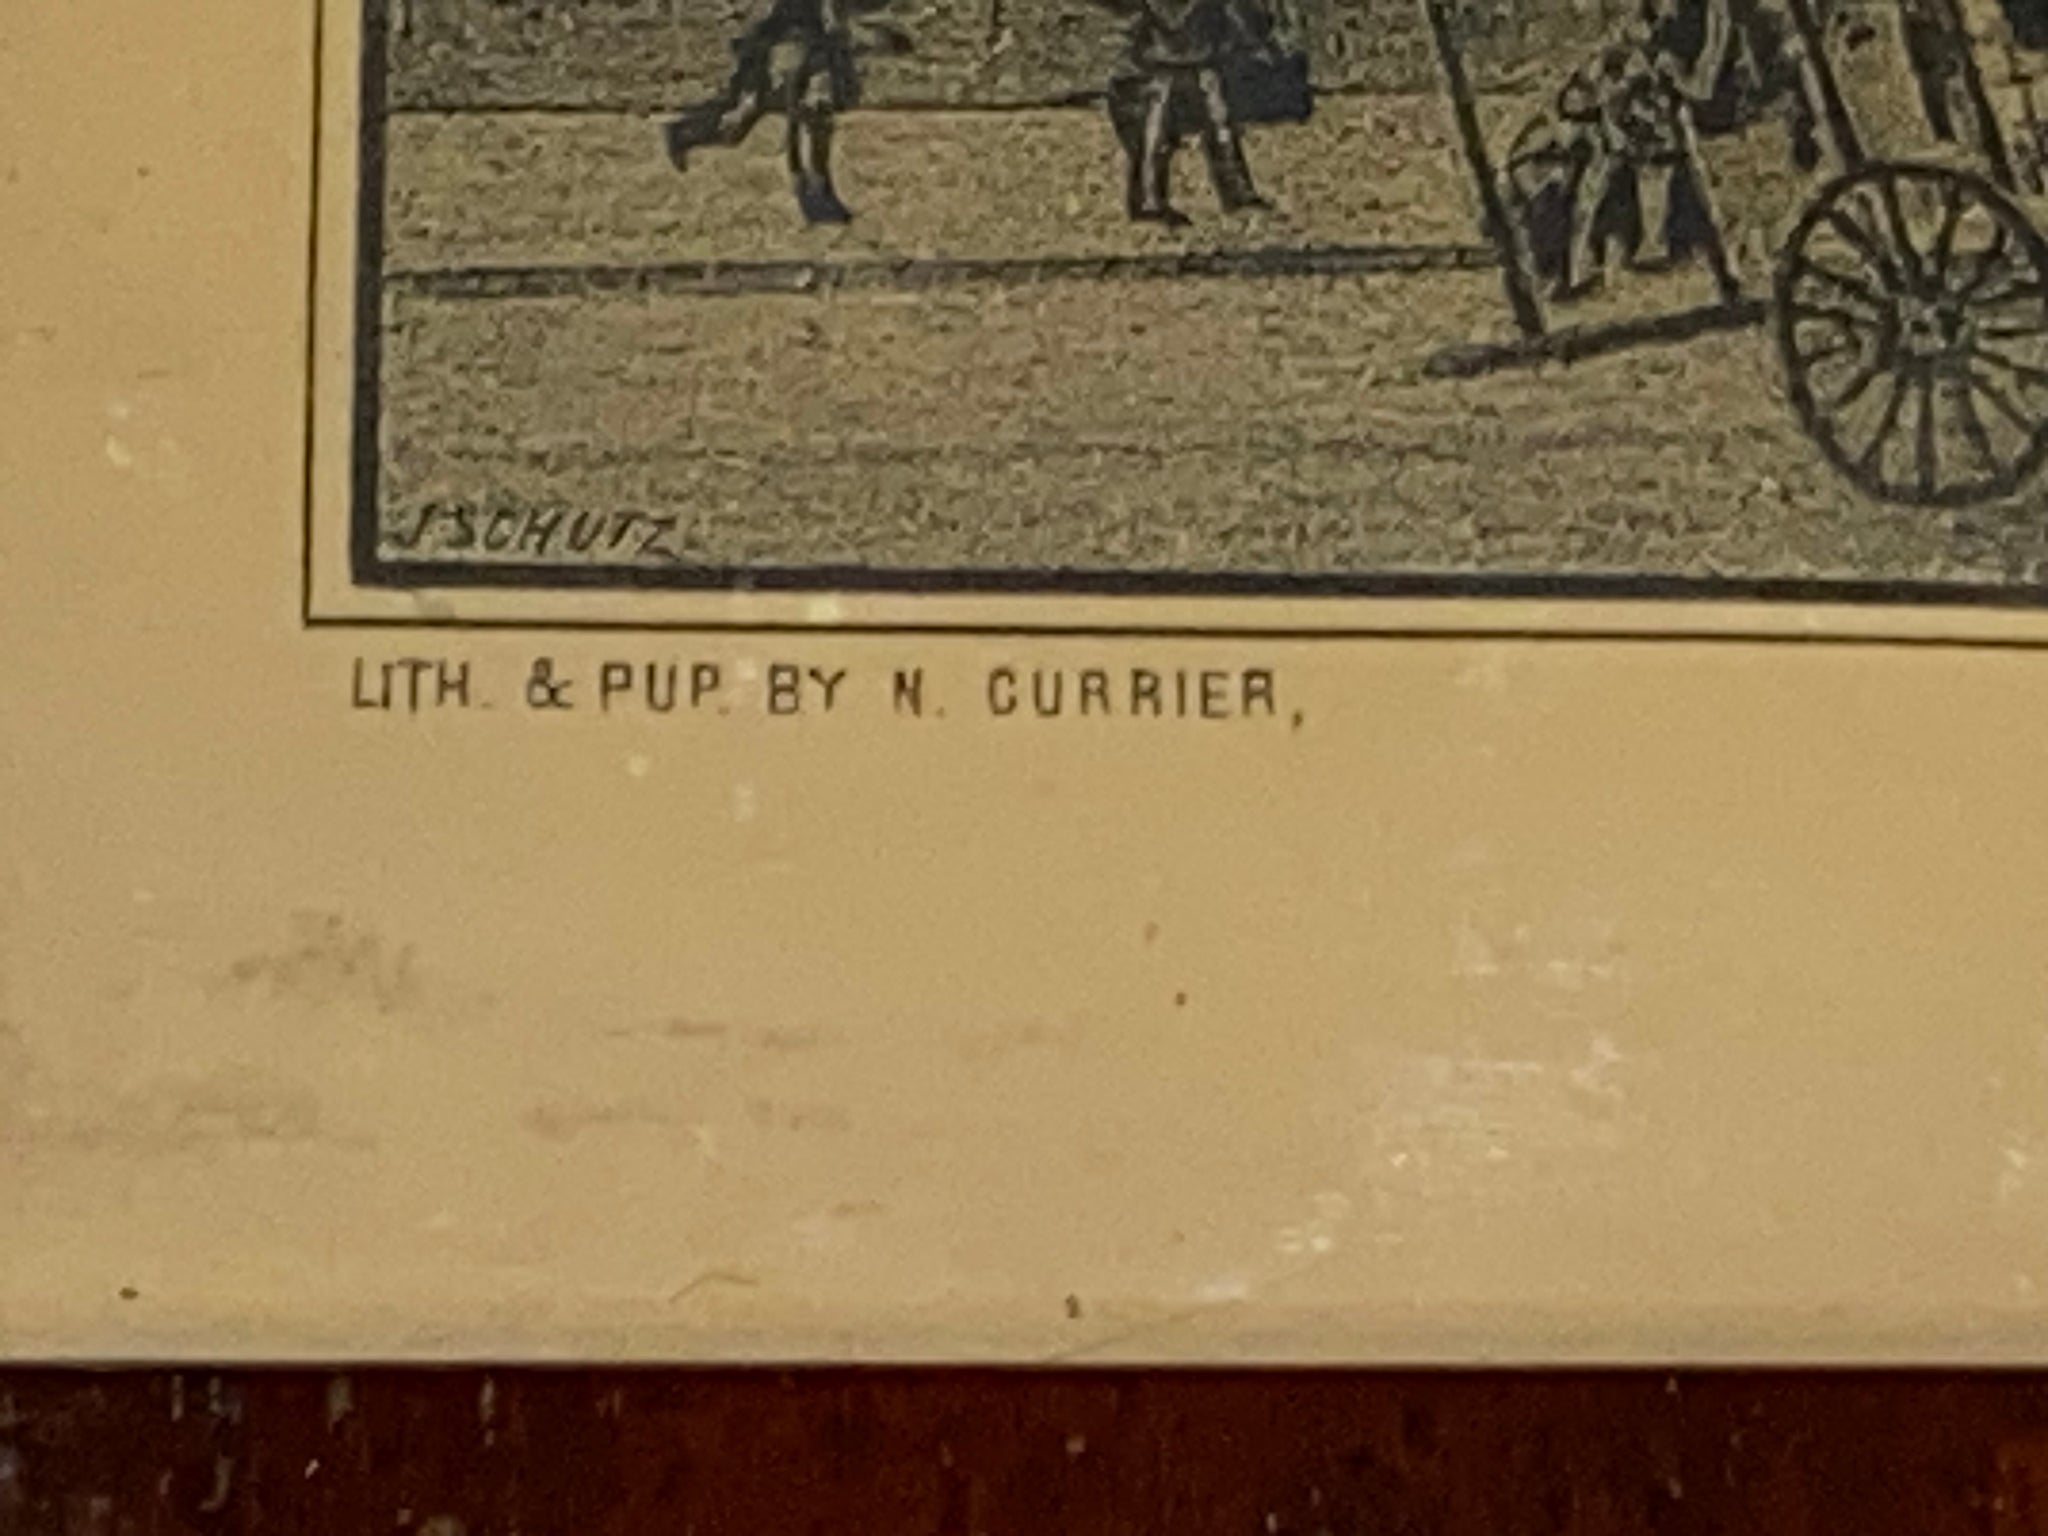 J SCHUTZ
LITH. & PUP. BY N. CURRIER,